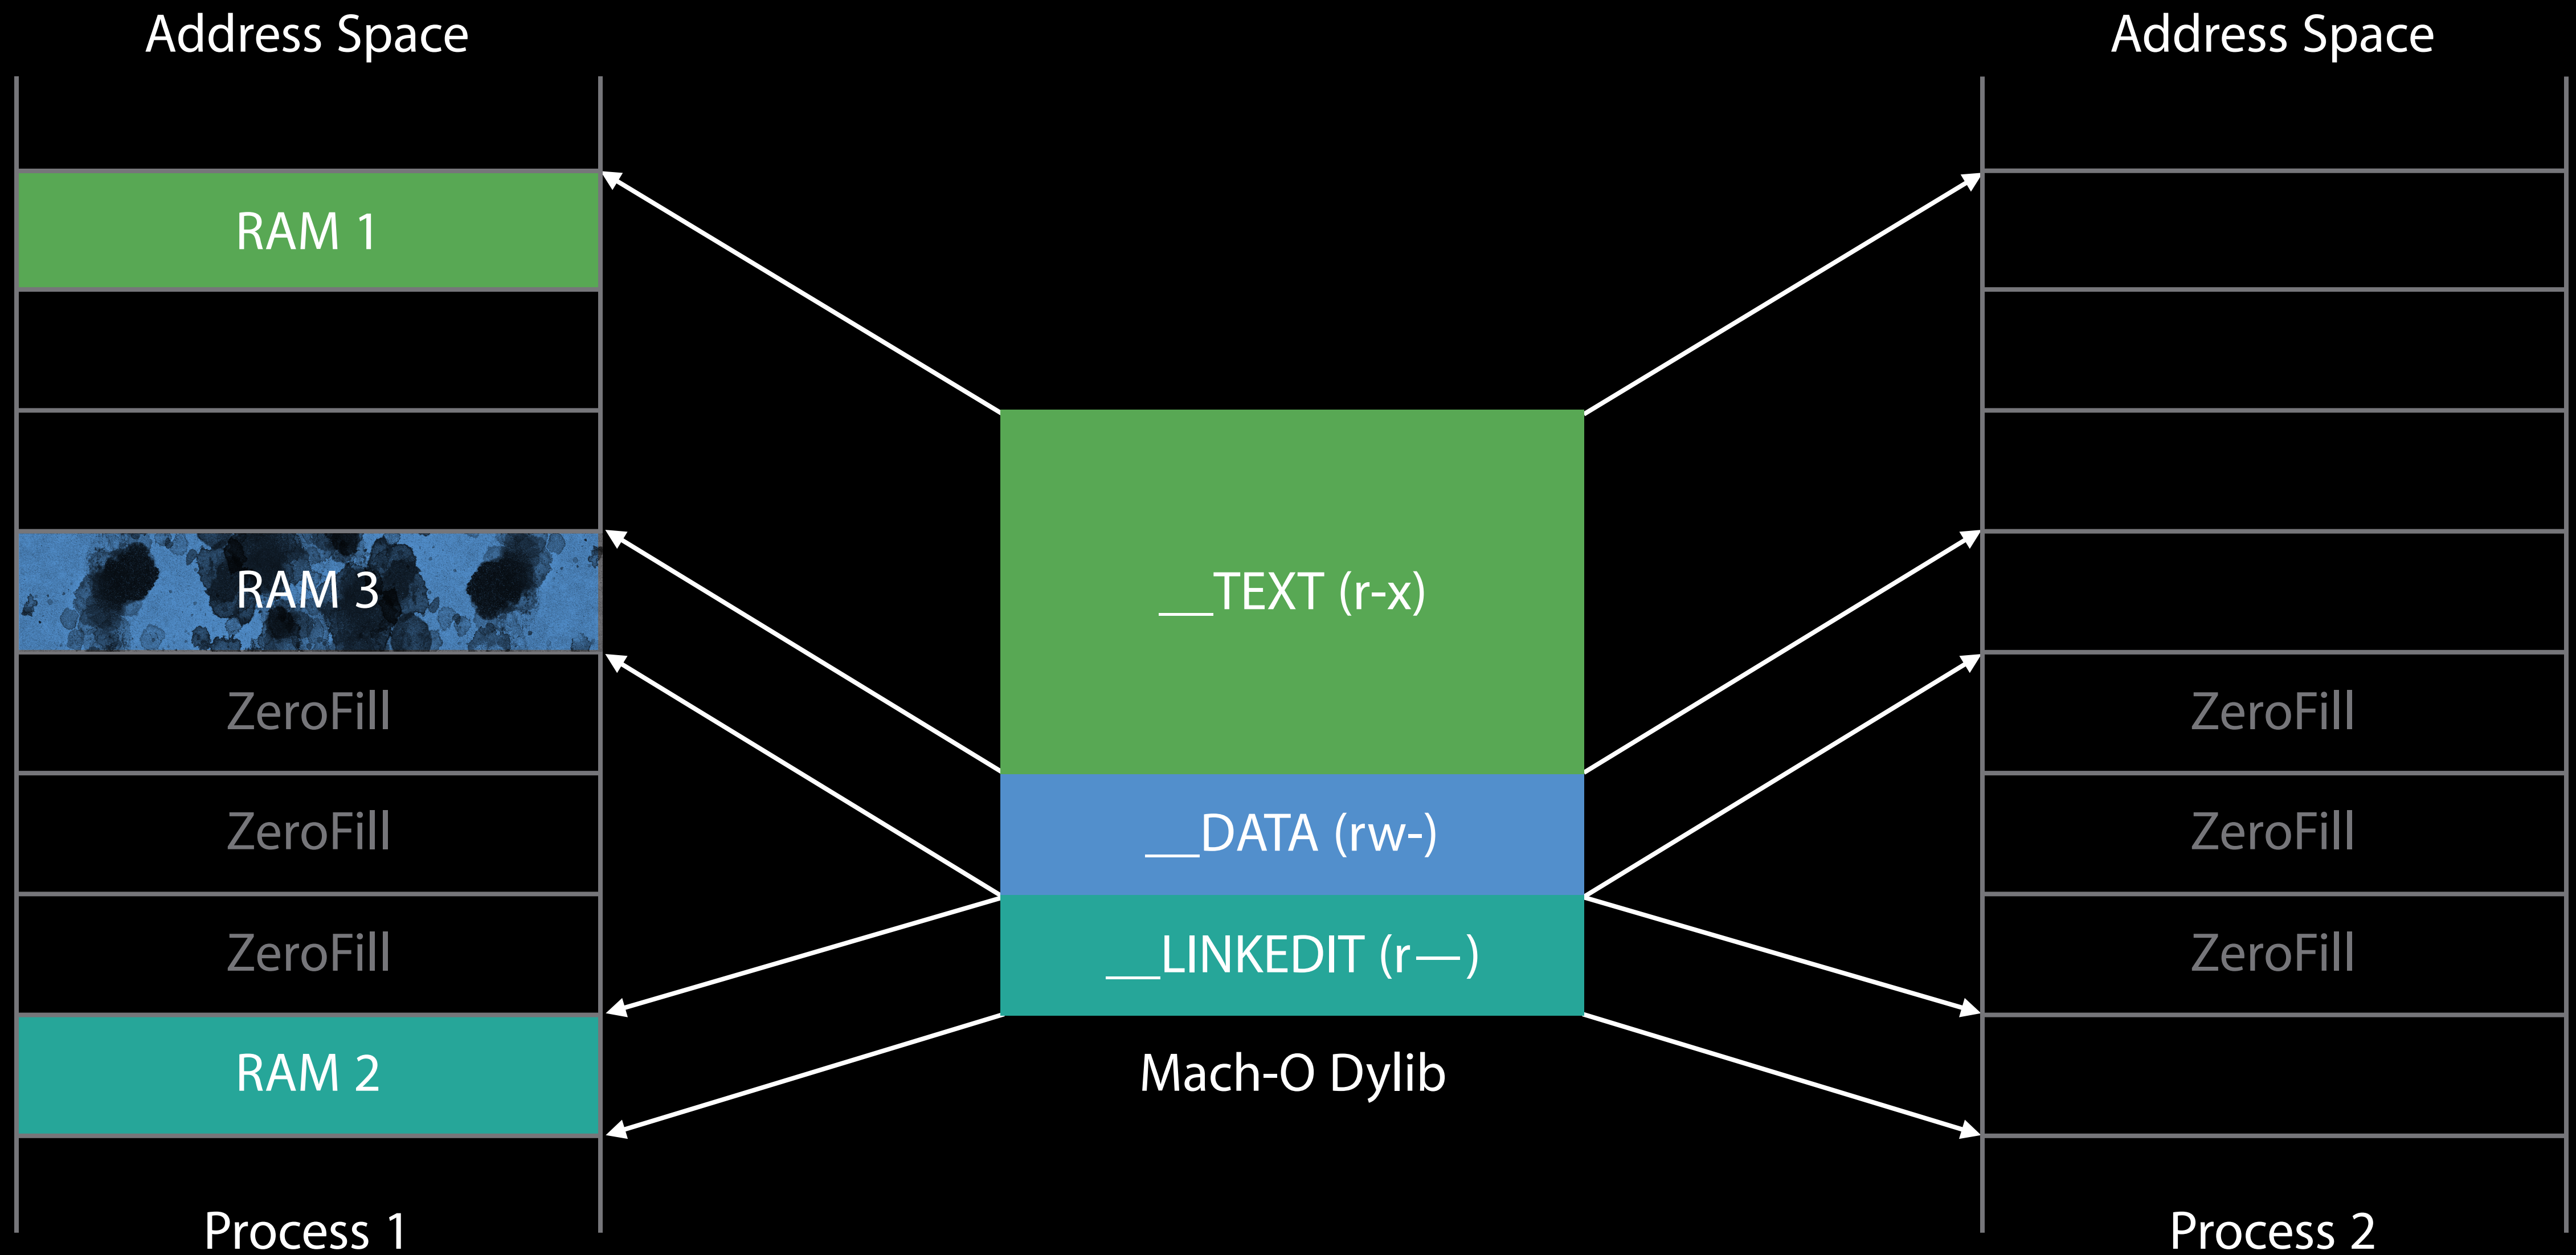 Address Space
RAM 1
RAM 3
ZeroFill
ZeroFill
ZeroFill
RAM 2
Process 1
__TEXT (r-x)
__DATA (rw-)
__LINKEDIT (r—)
Mach-O Dylib
Address Space
ZeroFill
ZeroFill
ZeroFill
Process 2